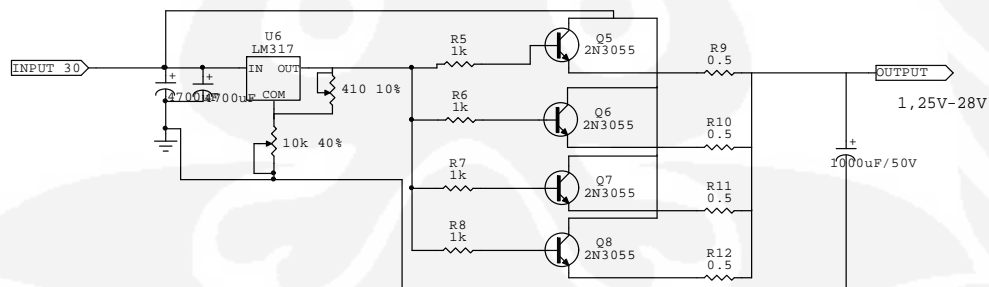 U6
LM317
INPUT 30
IN OUT
COM
4700uF
4700uF
410 10%
10k 40%
R5
1k
R6
1k
R7
1k
R8
1k
Q5
2N3055
Q6
2N3055
Q7
2N3055
Q8
2N3055
R9
0.5
R10
0.5
R11
0.5
R12
0.5
OUTPUT
1,25V-28V
1000uF/50V